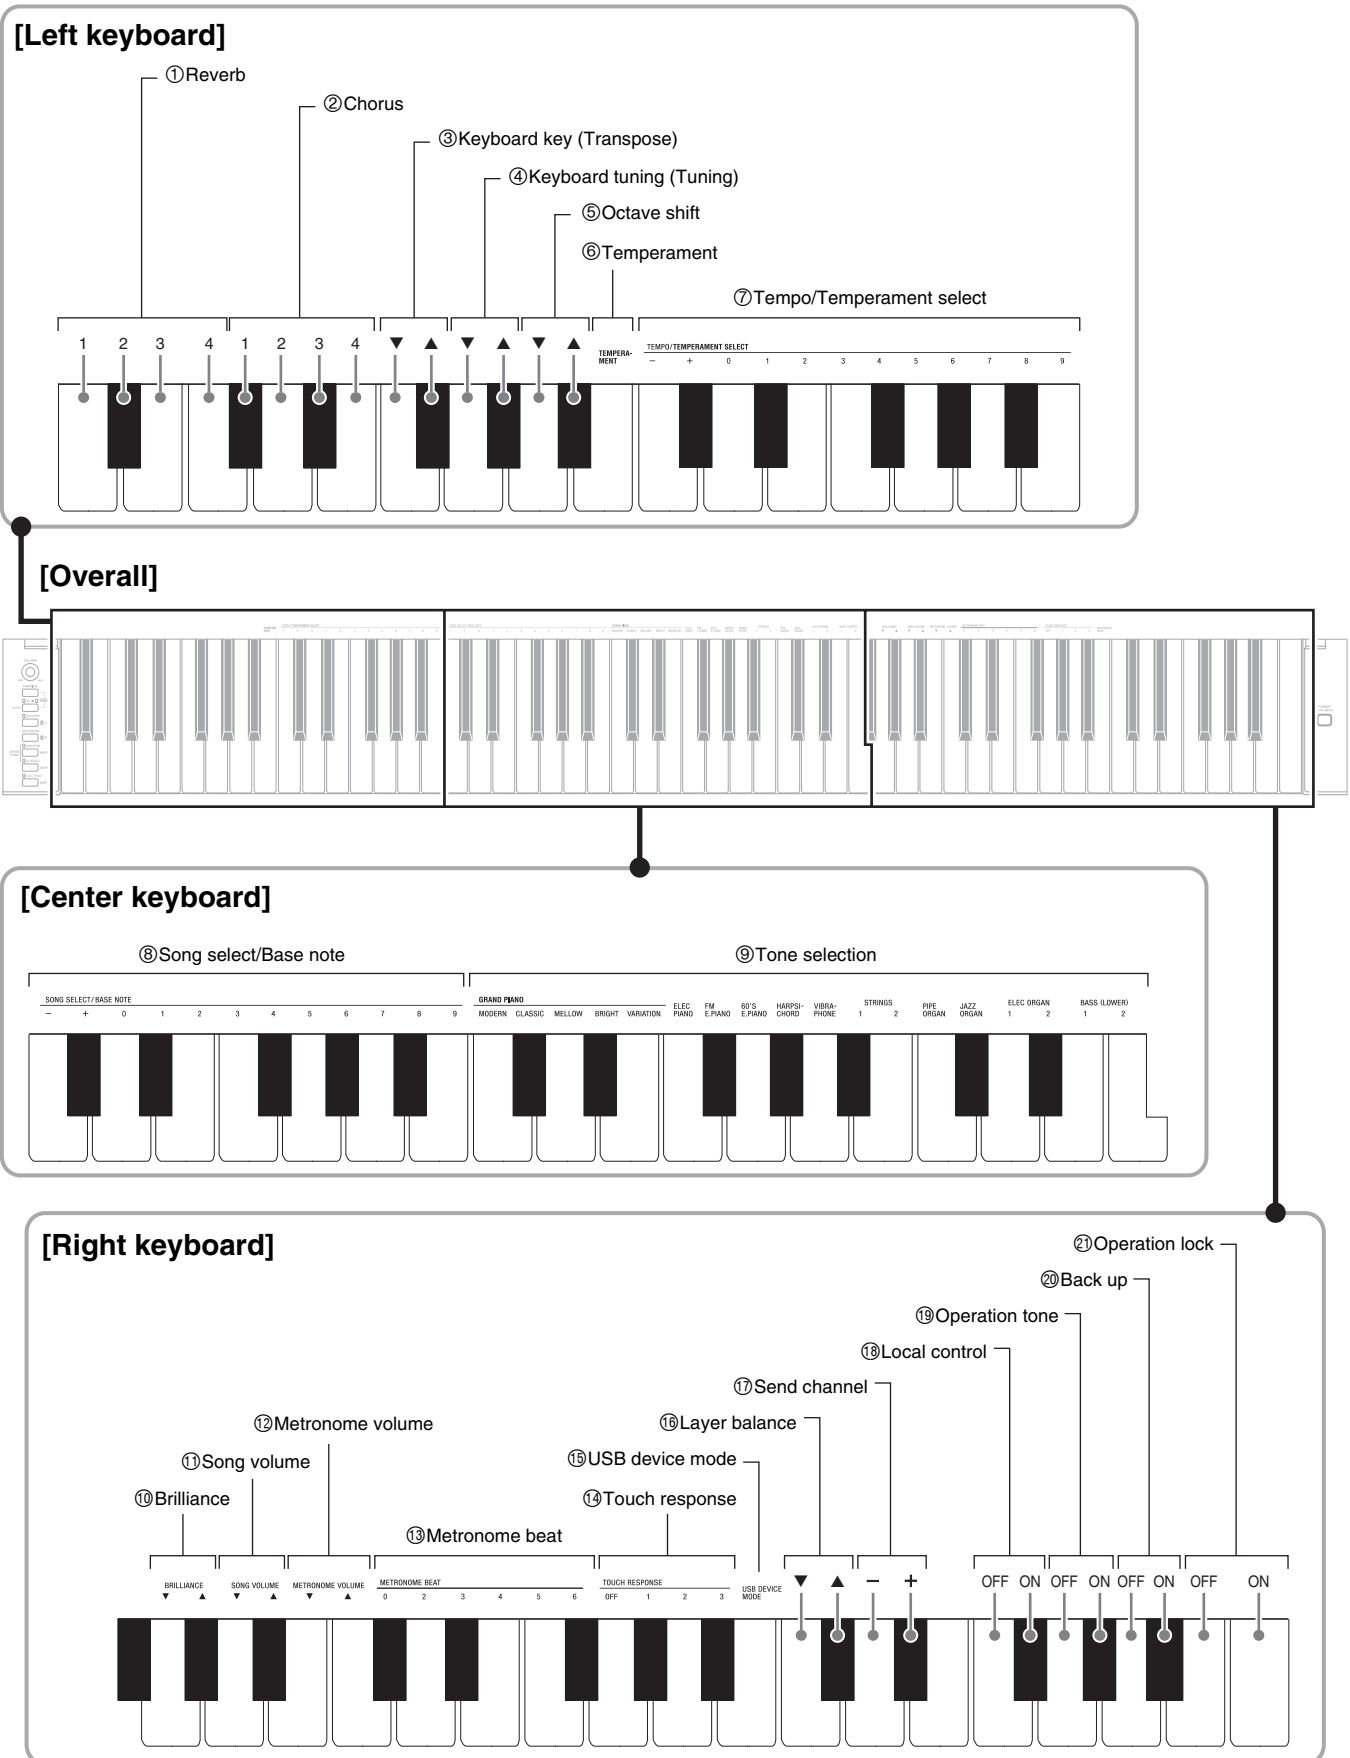 [Left keyboard]
①Reverb
②Chorus
③Keyboard key (Transpose)
④Keyboard tuning (Tuning)
⑤Octave shift
⑥Temperament
⑦Tempo/Temperament select
1 2 3 4 1 2 3 4 ▼ ▲ ▼ ▲ ▼ ▲
TEMPERA-
MENT
TEMPO/TEMPERAMENT SELECT
− + 0 1 2 3 4 5 6 7 8 9
[Overall]
[Center keyboard]
⑧Song select/Base note
⑨Tone selection
SONG SELECT/BASE NOTE
− + 0 1 2 3 4 5 6 7 8 9
GRAND PIANO
MODERN CLASSIC MELLOW BRIGHT VARIATION
ELEC
PIANO
FM
E.PIANO
60'S
E.PIANO
HARPSI-
CHORD
VIBRA-
PHONE
STRINGS
1 2
PIPE
ORGAN
JAZZ
ORGAN
ELEC ORGAN
1 2
BASS (LOWER)
1 2
[Right keyboard]
㉑Operation lock
⑳Back up
⑲Operation tone
⑱Local control
⑰Send channel
⑯Layer balance
⑫Metronome volume
⑮USB device mode
⑪Song volume
⑭Touch response
⑩Brilliance
⑬Metronome beat
BRILLIANCE
▼ ▲
SONG VOLUME
▼ ▲
METRONOME VOLUME
▼ ▲
METRONOME BEAT
0 1 2 3 4 5 6
TOUCH RESPONSE
OFF 1 2 3
USB DEVICE
MODE
▼ ▲ − + OFF ON OFF ON OFF ON OFF ON